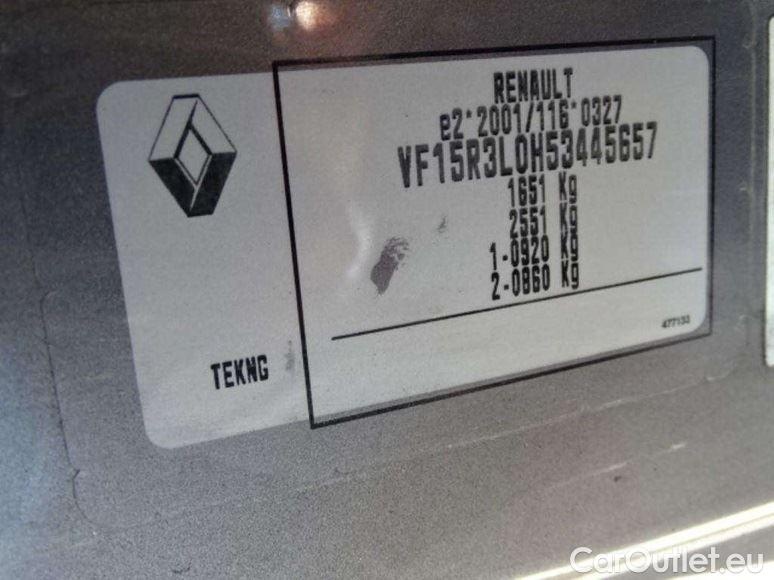 RENAULT
e2*2001/116*0327
VF15R3L0H53445657
1651 Kg
2551 Kg
1-0920 Kg
2-0860 Kg
477133
TEKNG
CarOutlet.eu